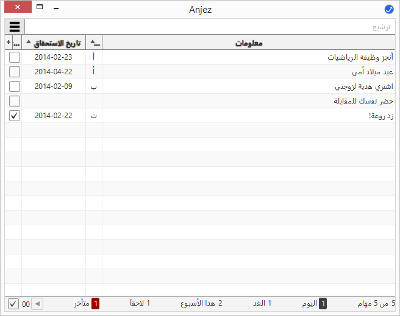 Anjez
ترشيح
معلومات ... تاريخ الاستحقاق ... +
أنجز وظيفة الرياضيات أ 2014-02-23
عيد ميلاد أمي أ 2014-04-22
اشتري هدية لزوجتي ب 2014-02-09
حضر نفسك للمقابلة
زد روعة! ت 2014-02-22
5 من 5 مهام 1 اليوم 1 الغد 2 هذا الأسبوع 1 لاحقاً 1 متأخر 00